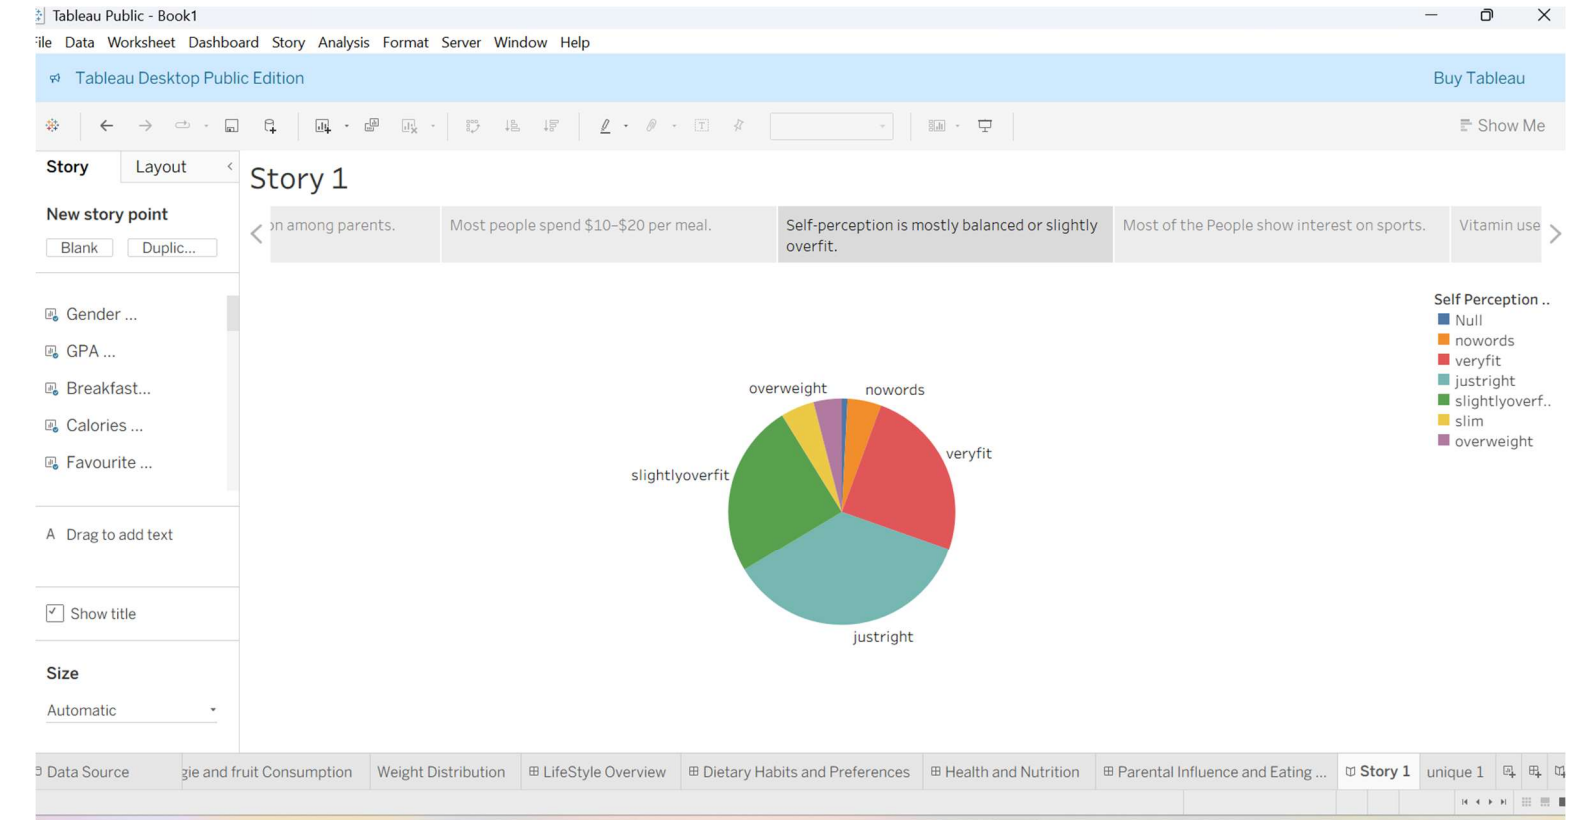 Tableau Public - Book1
File Data Worksheet Dashboard Story Analysis Format Server Window Help
Tableau Desktop Public Edition
Buy Tableau
Show Me
Story Layout
Story 1
New story point
Blank Duplic...
on among parents.
Most people spend $10–$20 per meal.
Self-perception is mostly balanced or slightly
overfit.
Most of the People show interest on sports.
Vitamin use
Gender ...
GPA ...
Breakfast...
Calories ...
Favourite ...
A Drag to add text
Show title
Size
Automatic
overweight
nowords
veryfit
slightlyoverfit
justright
Self Perception ..
Null
nowords
veryfit
justright
slightlyoverf..
slim
overweight
Data Source
gie and fruit Consumption
Weight Distribution
LifeStyle Overview
Dietary Habits and Preferences
Health and Nutrition
Parental Influence and Eating ...
Story 1
unique 1